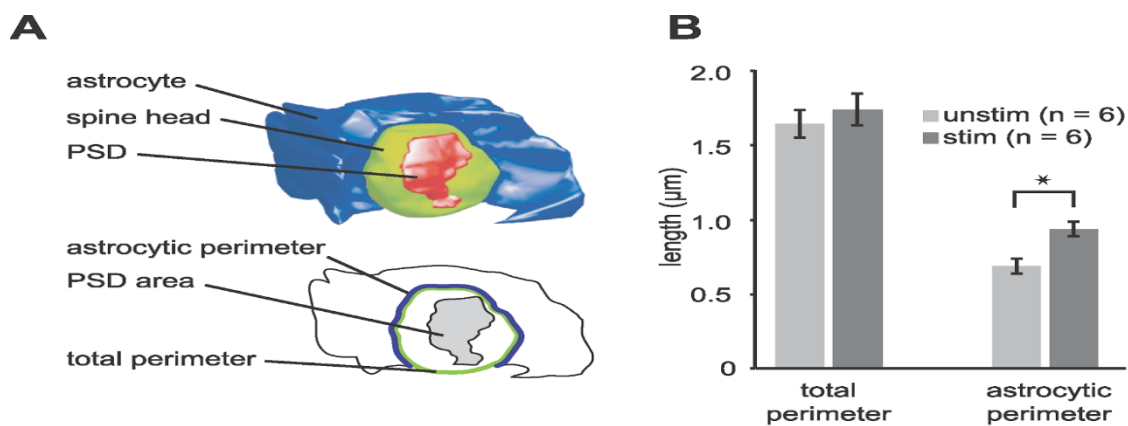 A
astrocyte
spine head
PSD
astrocytic perimeter
PSD area
total perimeter
B
2.0
1.5
1.0
0.5
0
length (µm)
unstim (n = 6)
stim (n = 6)
*
total
perimeter
astrocytic
perimeter